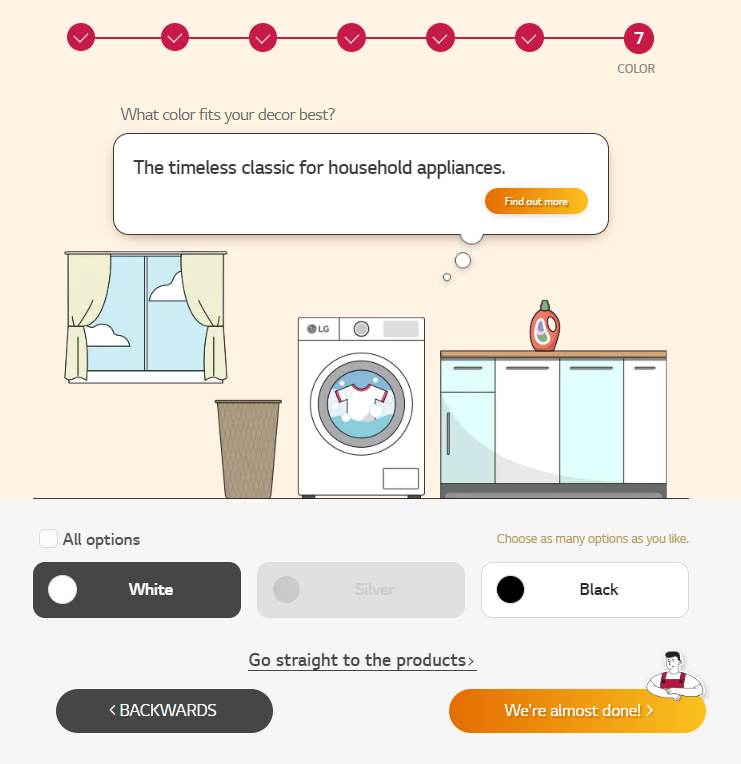 7
COLOR
What color fits your decor best?
The timeless classic for household appliances.
Find out more
LG
All options
Choose as many options as you like.
White
Silver
Black
Go straight to the products›
‹ BACKWARDS
We're almost done! ›